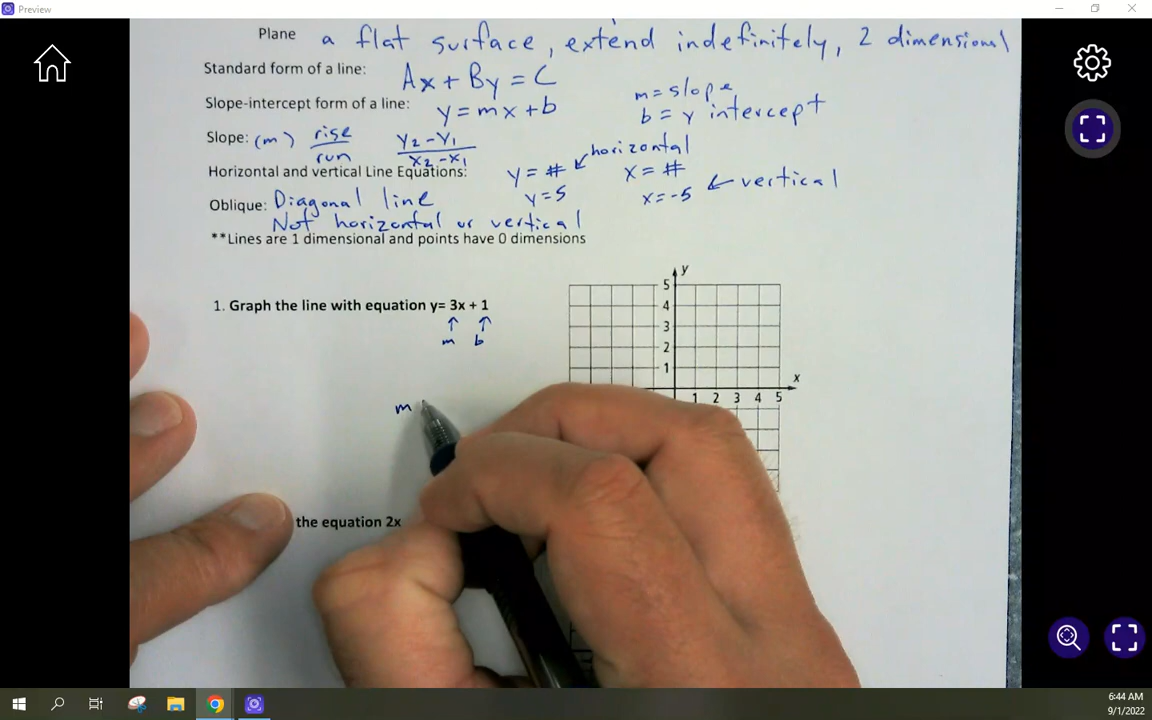 Preview
Plane a flat surface, extend indefinitely, 2 dimensional
Standard form of a line: Ax + By = C
Slope-intercept form of a line: y = mx + b
m = slope
b = y intercept
Slope: (m) rise/run y₂-y₁/x₂-x₁
Horizontal and vertical Line Equations: y = # horizontal x = #
y = 5 x = -5 vertical
Oblique: Diagonal line
Not horizontal or vertical
**Lines are 1 dimensional and points have 0 dimensions
1. Graph the line with equation y= 3x + 1
m b
y
5
4
3
2
1
x
1 2 3 4 5
m
the equation 2x
6:44 AM
9/1/2022